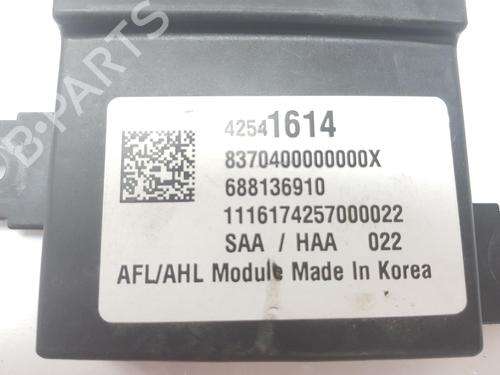 42541614
8370400000000X
688136910
1116174257000022
SAA / HAA 022
AFL/AHL Module Made In Korea
B-PARTS